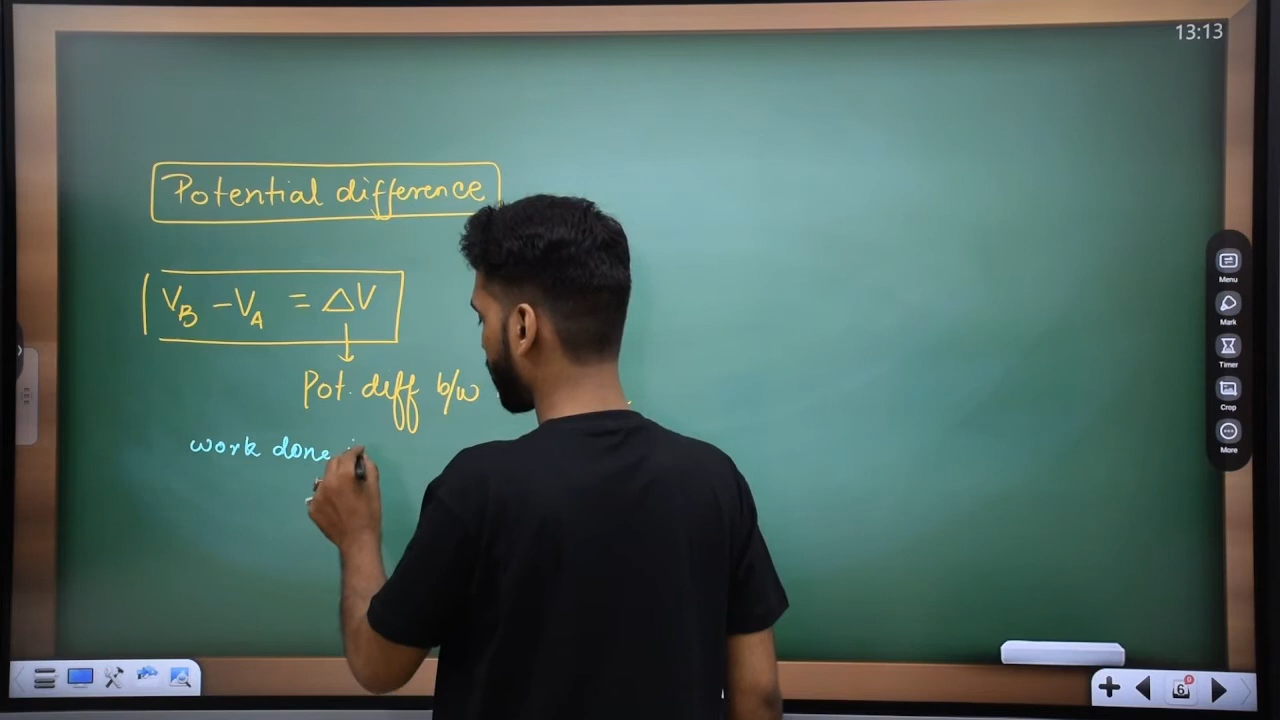 13:13
Potential difference
V_B - V_A = ΔV
Pot. diff b/w
work done
Menu
Mark
Timer
Crop
More
6